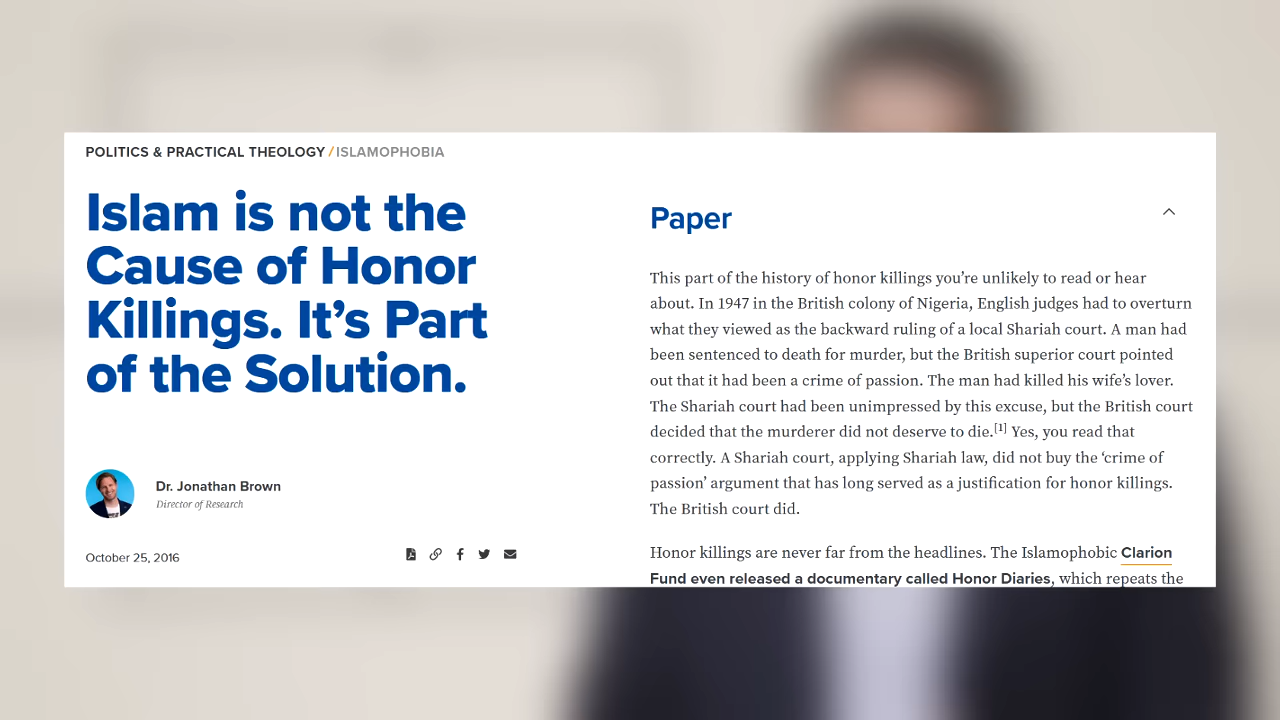 POLITICS & PRACTICAL THEOLOGY / ISLAMOPHOBIA
Islam is not the
Cause of Honor
Killings. It’s Part
of the Solution.
Dr. Jonathan Brown
Director of Research
October 25, 2016
Paper
This part of the history of honor killings you’re unlikely to read or hear
about. In 1947 in the British colony of Nigeria, English judges had to overturn
what they viewed as the backward ruling of a local Shariah court. A man had
been sentenced to death for murder, but the British superior court pointed
out that it had been a crime of passion. The man had killed his wife’s lover.
The Shariah court had been unimpressed by this excuse, but the British court
decided that the murderer did not deserve to die.[1] Yes, you read that
correctly. A Shariah court, applying Shariah law, did not buy the ‘crime of
passion’ argument that has long served as a justification for honor killings.
The British court did.
Honor killings are never far from the headlines. The Islamophobic Clarion
Fund even released a documentary called Honor Diaries, which repeats the